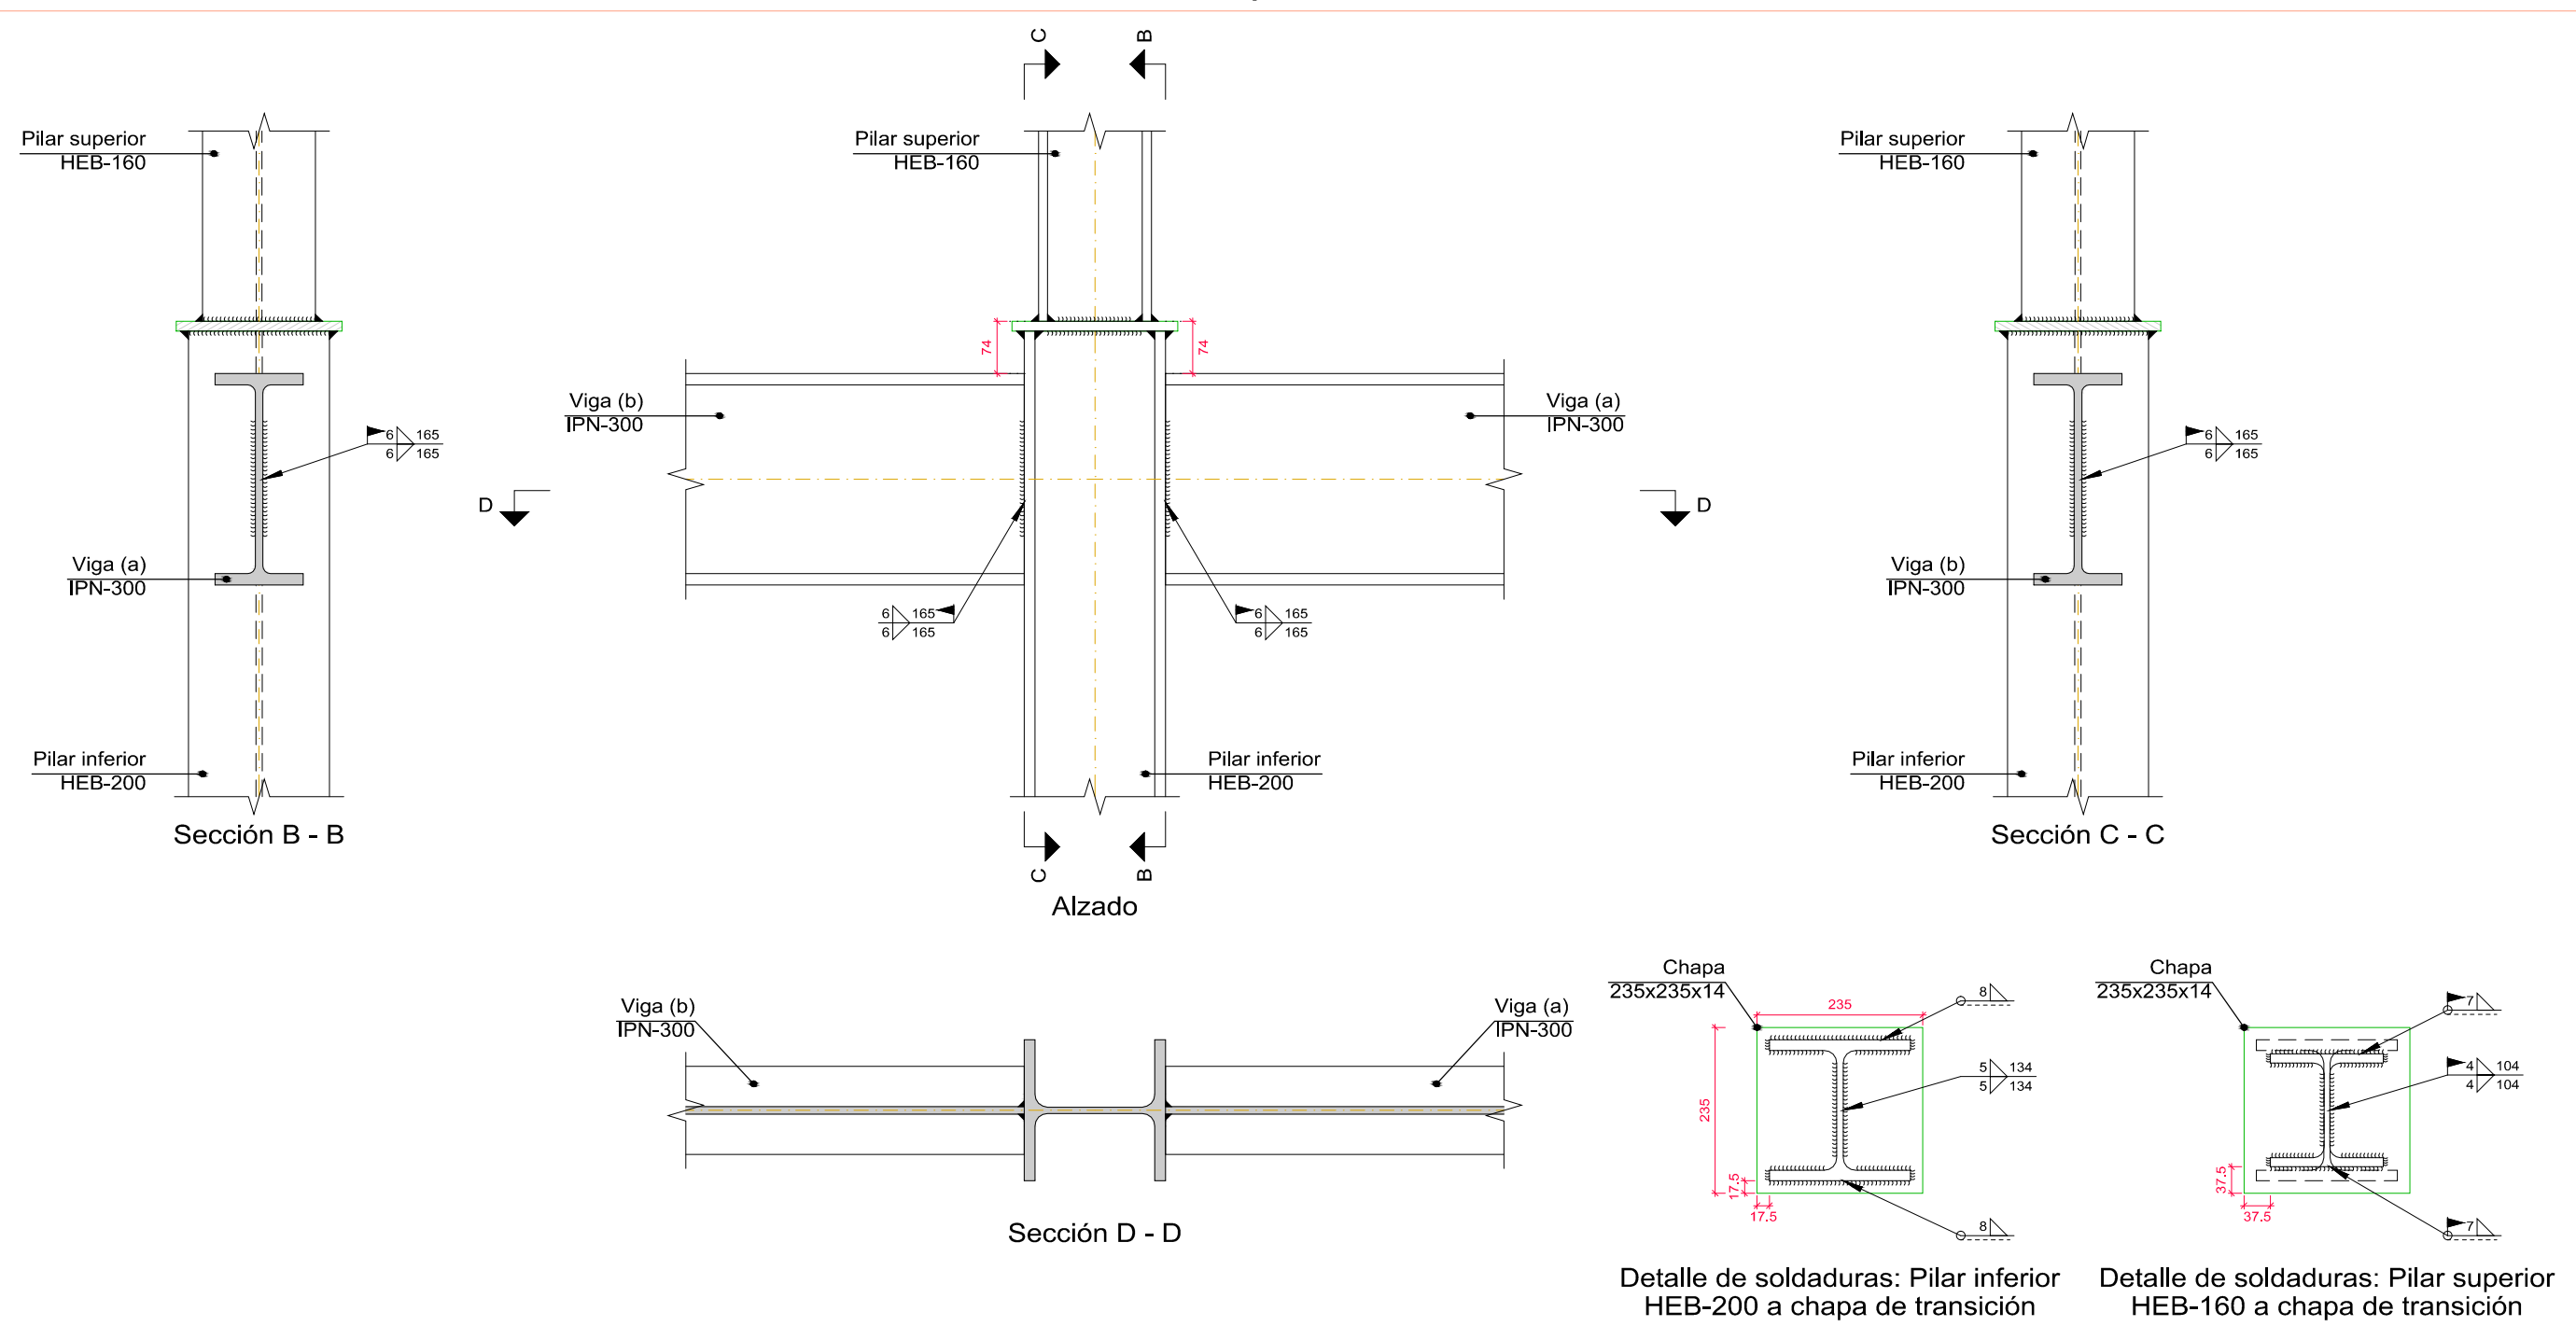 C
B
Pilar superior
HEB-160
Pilar superior
HEB-160
Pilar superior
HEB-160
74
74
Viga (b)
IPN-300
Viga (a)
IPN-300
6 165
6 165
6 165
6 165
D
D
Viga (a)
IPN-300
Viga (b)
IPN-300
6 165
6 165
6 165
6 165
Pilar inferior
HEB-200
Pilar inferior
HEB-200
Pilar inferior
HEB-200
Sección B - B
Sección C - C
C
B
Alzado
Chapa
235x235x14
Chapa
235x235x14
Viga (b)
IPN-300
Viga (a)
IPN-300
235
8
7
5 134
5 134
4 104
4 104
235
17.5
17.5
37.5
37.5
8
7
Sección D - D
Detalle de soldaduras: Pilar inferior
HEB-200 a chapa de transición
Detalle de soldaduras: Pilar superior
HEB-160 a chapa de transición